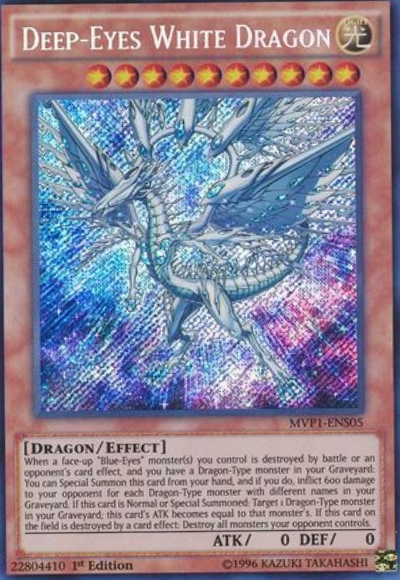 DEEP-EYES WHITE DRAGON
LIGHT
光
MVP1-ENS05
[DRAGON/EFFECT]
When a face-up "Blue-Eyes" monster(s) you control is destroyed by battle or an
opponent's card effect, and you have a Dragon-Type monster in your Graveyard:
You can Special Summon this card from your hand, and if you do, inflict 600 damage
to your opponent for each Dragon-Type monster with different names in your
Graveyard. If this card is Normal or Special Summoned: Target 1 Dragon-Type monster
in your Graveyard; this card's ATK becomes equal to that monster's. If this card on
the field is destroyed by a card effect: Destroy all monsters your opponent controls.
ATK/ 0 DEF/ 0
22804410 1st Edition ©1996 KAZUKI TAKAHASHI